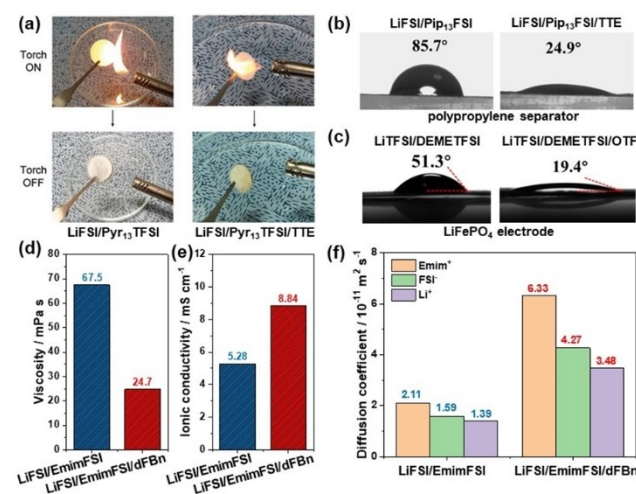 (a)
Torch
ON
Torch
OFF
LiFSI/Pyr₁₃TFSI
LiFSI/Pyr₁₃TFSI/TTE
(b)
LiFSI/Pip₁₃FSI
LiFSI/Pip₁₃FSI/TTE
85.7°
24.9°
polypropylene separator
(c)
LiTFSI/DEMETFSI
LiTFSI/DEMETFSI/OTF
51.3°
19.4°
LiFePO₄ electrode
(d)
Viscosity / mPa s
80
70
60
50
40
30
20
10
0
67.5
24.7
LiFSI/EmimFSI
LiFSI/EmimFSI/dFBn
(e)
Ionic conductivity / mS cm⁻¹
12
10
8
6
4
2
0
5.28
8.84
LiFSI/EmimFSI
LiFSI/EmimFSI/dFBn
(f)
Diffusion coefficient / 10⁻¹¹ m² s⁻¹
8
6
4
2
0
Emim⁺
FSI⁻
Li⁺
2.11
1.59
1.39
6.33
4.27
3.48
LiFSI/EmimFSI
LiFSI/EmimFSI/dFBn